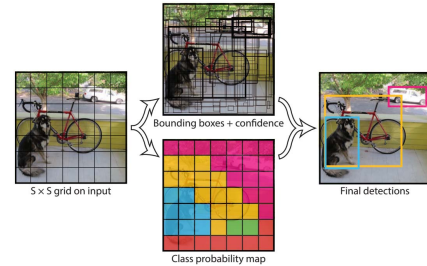 Bounding boxes + confidence
S × S grid on input
Final detections
Class probability map